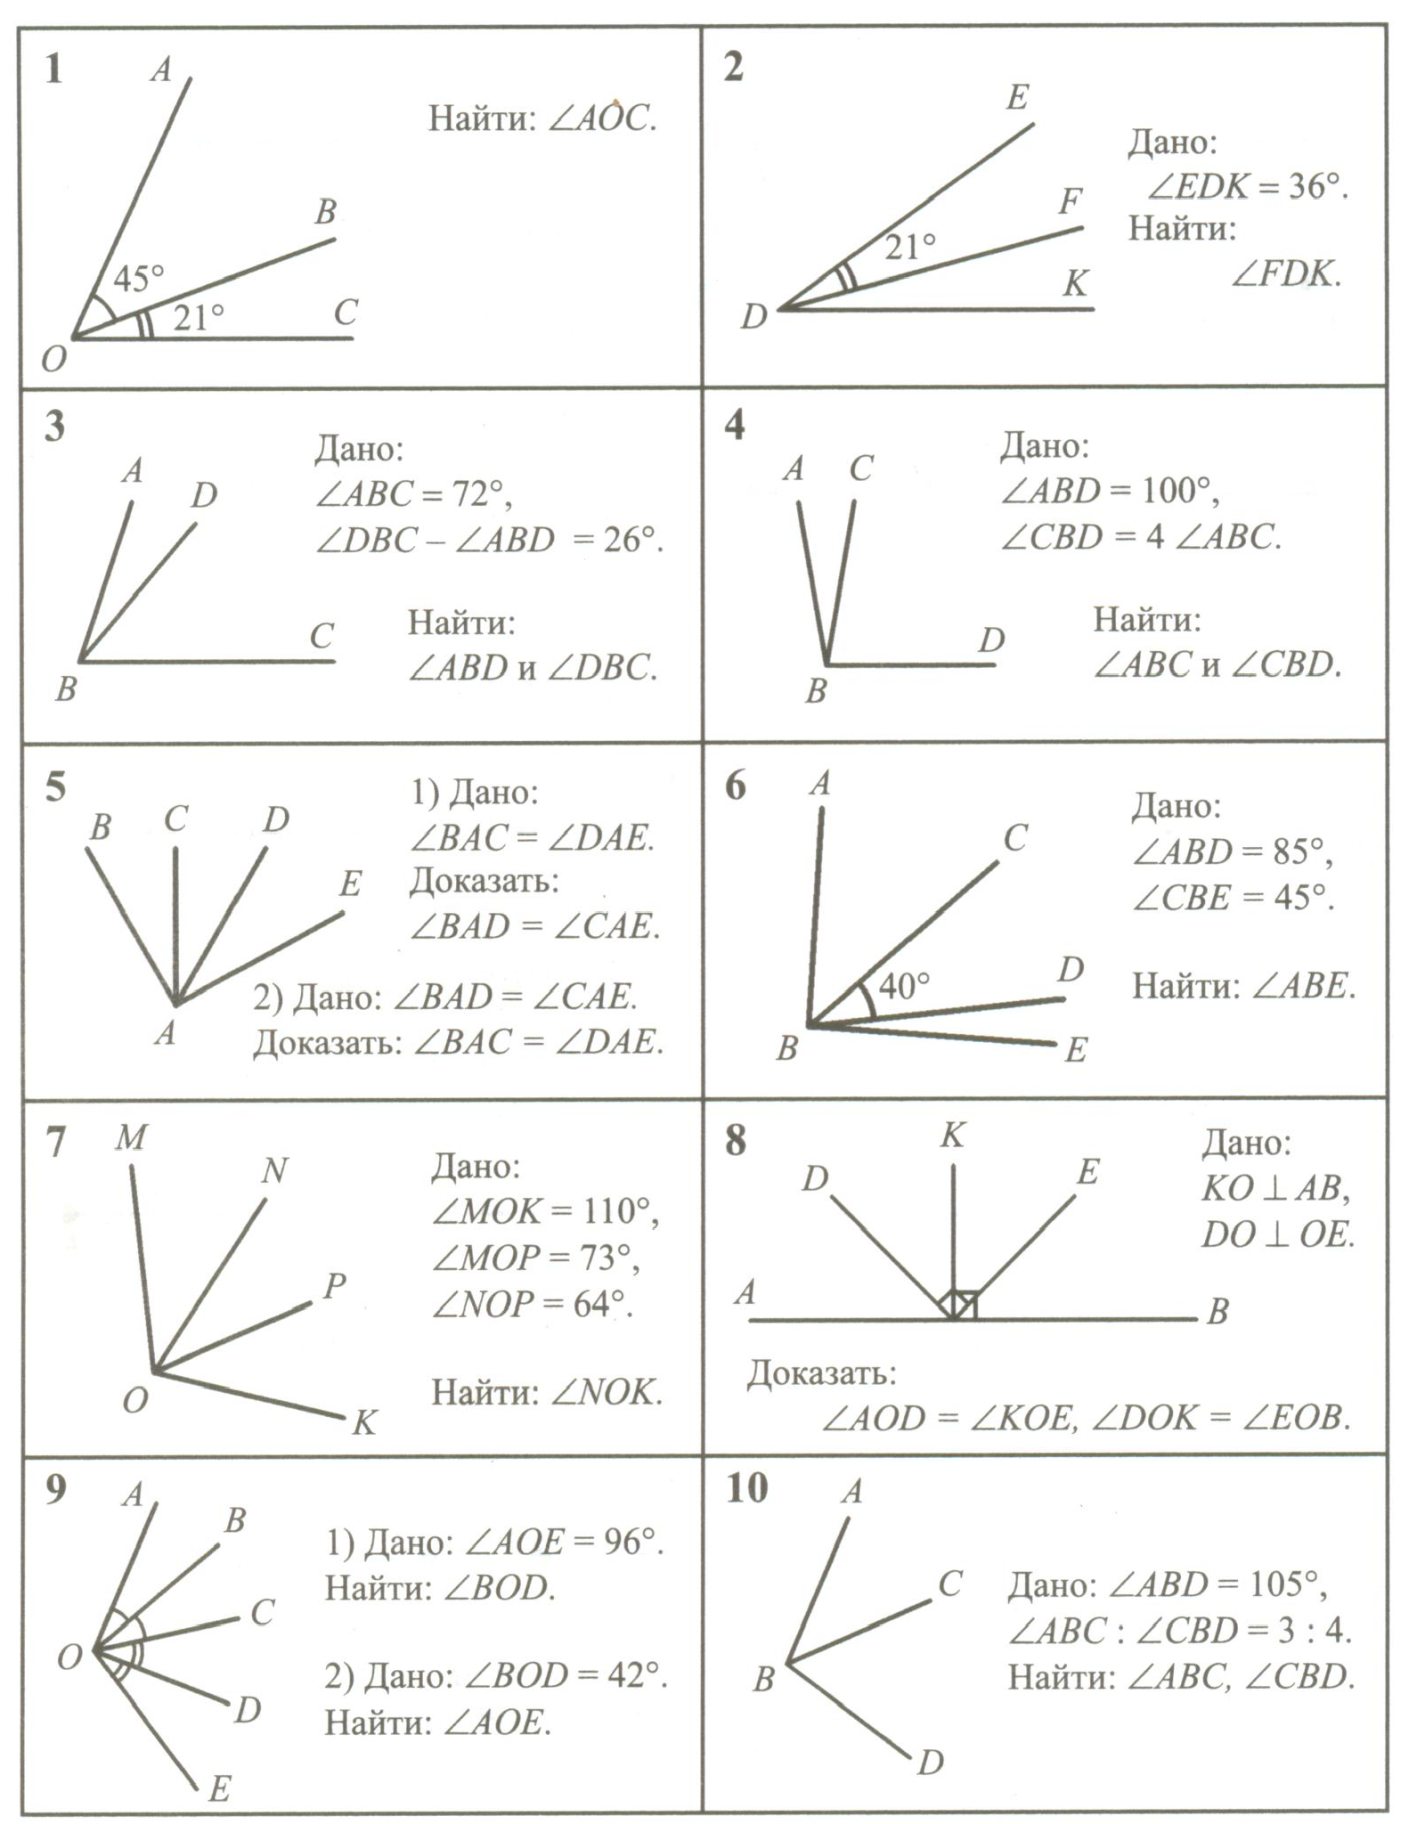 1
A
Найти: ∠AOC.
B
45°
21°
C
O
2
E
Дано:
∠EDK = 36°.
F
Найти:
21°
∠FDK.
K
D
3
Дано:
A
D
∠ABC = 72°,
∠DBC – ∠ABD = 26°.
Найти:
C
∠ABD и ∠DBC.
B
4
Дано:
A C
∠ABD = 100°,
∠CBD = 4 ∠ABC.
Найти:
D
∠ABC и ∠CBD.
B
5
1) Дано:
B C D
∠BAC = ∠DAE.
E
Доказать:
∠BAD = ∠CAE.
2) Дано: ∠BAD = ∠CAE.
A
Доказать: ∠BAC = ∠DAE.
6
A
Дано:
C
∠ABD = 85°,
∠CBE = 45°.
D
40°
Найти: ∠ABE.
B
E
7
M
N
Дано:
∠MOK = 110°,
∠MOP = 73°,
P
∠NOP = 64°.
O
Найти: ∠NOK.
K
8
K
Дано:
D
E
KO ⊥ AB,
DO ⊥ OE.
A
B
Доказать:
∠AOD = ∠KOE, ∠DOK = ∠EOB.
9
A
B
1) Дано: ∠AOE = 96°.
Найти: ∠BOD.
C
O
2) Дано: ∠BOD = 42°.
D
Найти: ∠AOE.
E
10
A
C
Дано: ∠ABD = 105°,
∠ABC : ∠CBD = 3 : 4.
B
Найти: ∠ABC, ∠CBD.
D